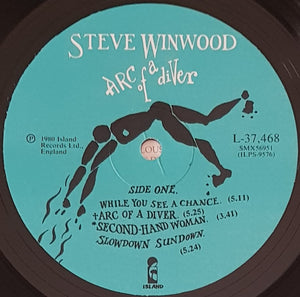 STEVE WINWOOD
ARC of a DIVER
℗ 1980 Island
Records Ltd.,
England
L-37,468
SMX56951
(ILPS-9576)
SIDE ONE.
WHILE YOU SEE A CHANCE. (5.11)
†ARC OF A DIVER. (5.25)
*SECOND-HAND WOMAN. (3.41)
SLOWDOWN SUNDOWN.
(5.24)
ISLAND